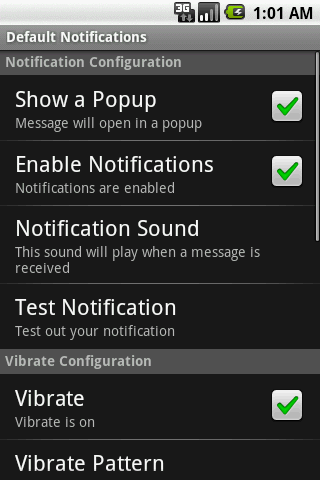 3G 1:01 AM
Default Notifications
Notification Configuration
Show a Popup
Message will open in a popup
Enable Notifications
Notifications are enabled
Notification Sound
This sound will play when a message is
received
Test Notification
Test out your notification
Vibrate Configuration
Vibrate
Vibrate is on
Vibrate Pattern